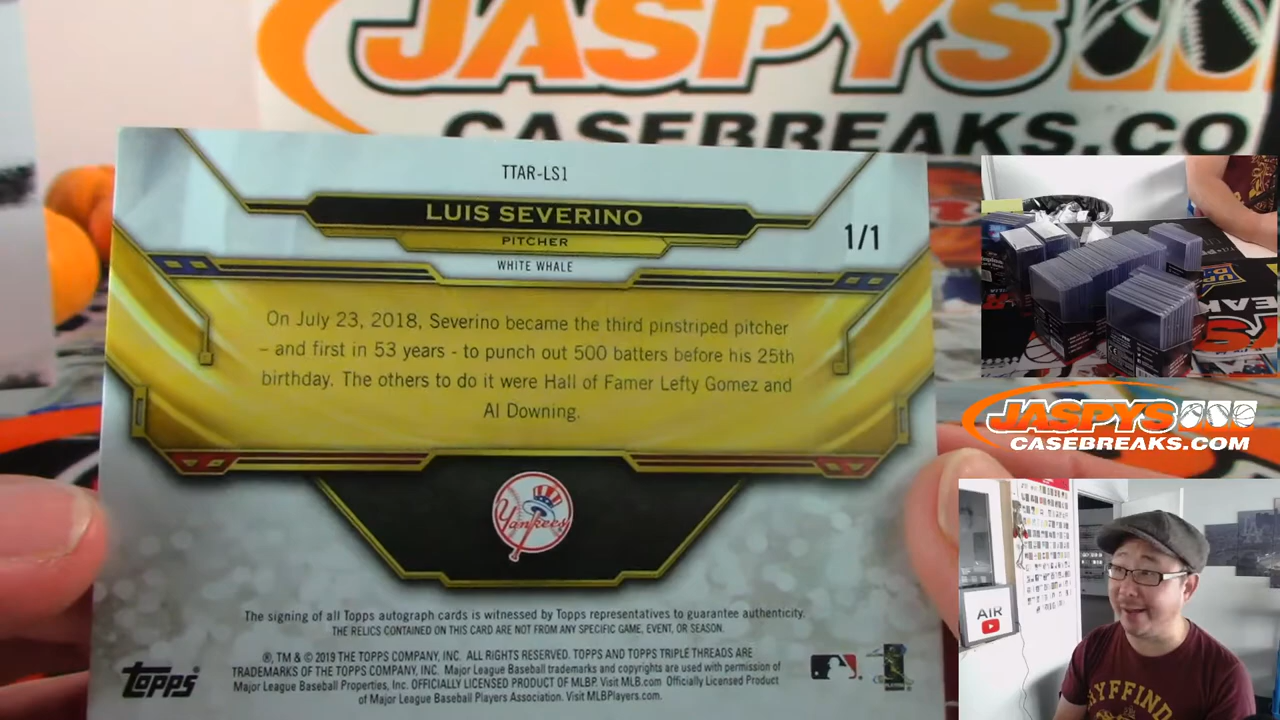 JASPYS
CASEBREAKS.CO
TTAR-LS1
LUIS SEVERINO
PITCHER
1/1
WHITE WHALE
On July 23, 2018, Severino became the third pinstriped pitcher
– and first in 53 years - to punch out 500 batters before his 25th
birthday. The others to do it were Hall of Famer Lefty Gomez and
Al Downing.
Yankees
The signing of all Topps autograph cards is witnessed by Topps representatives to guarantee authenticity.
THE RELICS CONTAINED ON THIS CARD ARE NOT FROM ANY SPECIFIC GAME, EVENT, OR SEASON.
®, TM & © 2019 THE TOPPS COMPANY, INC. ALL RIGHTS RESERVED. TOPPS AND TOPPS TRIPLE THREADS ARE
TRADEMARKS OF THE TOPPS COMPANY, INC. Major League Baseball trademarks and copyrights are used with permission of
Major League Baseball Properties, Inc. OFFICIALLY LICENSED PRODUCT OF MLBP. Visit MLB.com Officially Licensed Product
of Major League Baseball Players Association. Visit MLBPlayers.com.
Topps
JASPYS
CASEBREAKS.COM
AIR
YFFIND